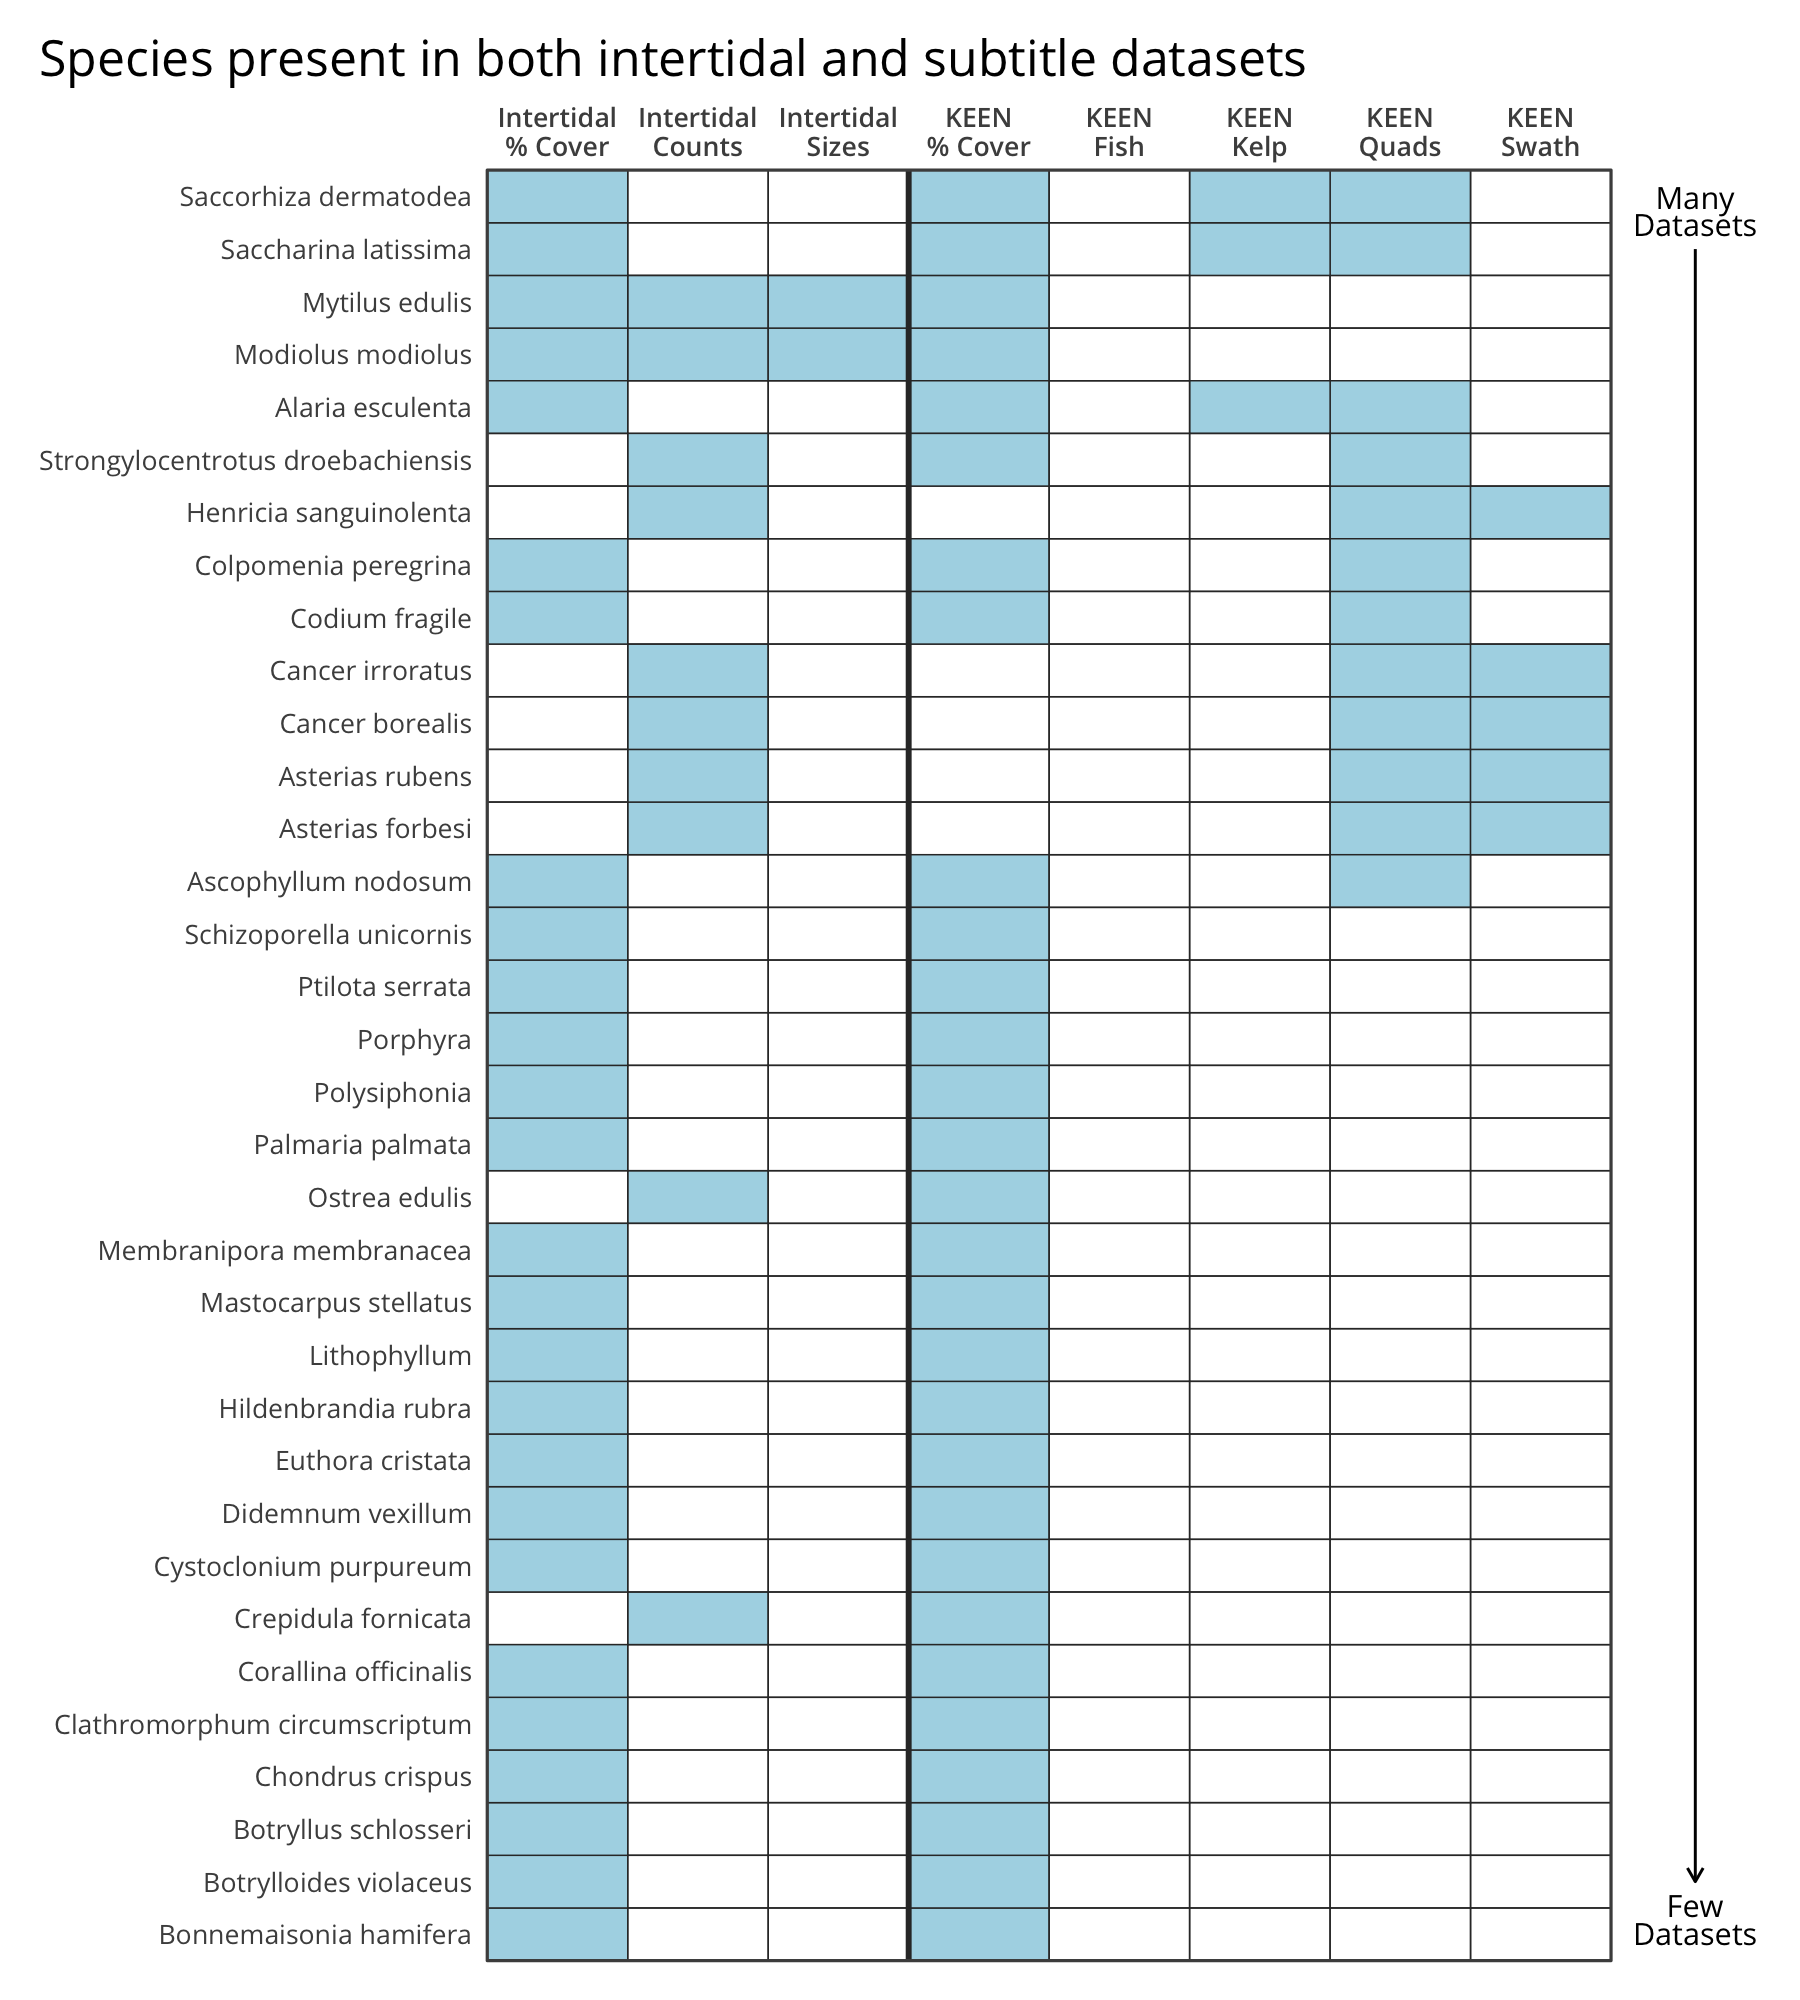 Species present in both intertidal and subtitle datasets
Intertidal Intertidal Intertidal KEEN KEEN KEEN KEEN KEEN
% Cover Counts Sizes % Cover Fish Kelp Quads Swath
Saccorhiza dermatodea
Many
Datasets
Saccharina latissima
Mytilus edulis
Modiolus modiolus
Alaria esculenta
Strongylocentrotus droebachiensis
Henricia sanguinolenta
Colpomenia peregrina
Codium fragile
Cancer irroratus
Cancer borealis
Asterias rubens
Asterias forbesi
Ascophyllum nodosum
Schizoporella unicornis
Ptilota serrata
Porphyra
Polysiphonia
Palmaria palmata
Ostrea edulis
Membranipora membranacea
Mastocarpus stellatus
Lithophyllum
Hildenbrandia rubra
Euthora cristata
Didemnum vexillum
Cystoclonium purpureum
Crepidula fornicata
Corallina officinalis
Clathromorphum circumscriptum
Chondrus crispus
Botryllus schlosseri
Botrylloides violaceus
Bonnemaisonia hamifera
Few
Datasets